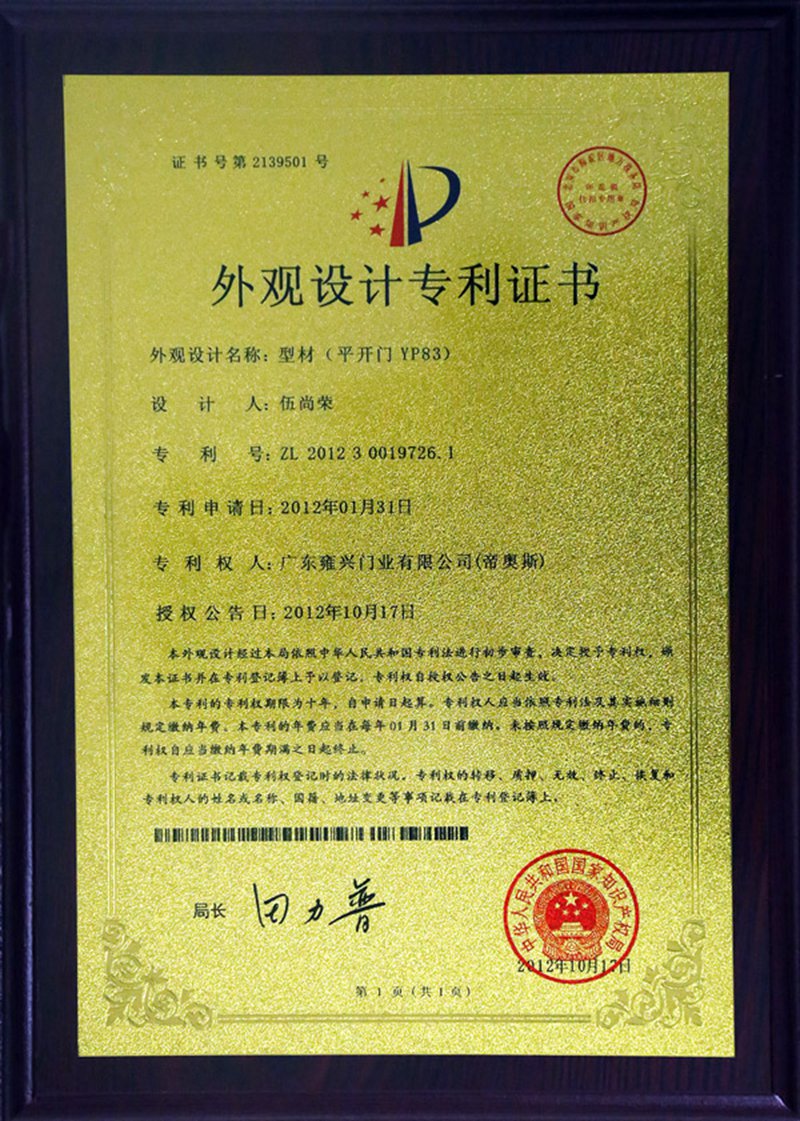 证书号第2139501号
外观设计专利证书
外观设计名称：型材（平开门YP83）
设计人：伍尚荣
专利号：ZL 2012 3 0019726.1
专利申请日：2012年01月31日
专利权人：广东雍兴门业有限公司(帝奥斯)
授权公告日：2012年10月17日
本外观设计经过本局依照中华人民共和国专利法进行初步审查，决定授予专利权，颁
发本证书并在专利登记簿上予以登记。专利权自授权公告之日起生效。
本专利的专利权期限为十年，自申请日起算。专利权人应当依照专利法及其实施细则
规定缴纳年费。本专利的年费应当在每年01月31日前缴纳。未按照规定缴纳年费的，专
利权自应当缴纳年费期满之日起终止。
专利证书记载专利权登记时的法律状况。专利权的转移、质押、无效、终止、恢复和
专利权人的姓名或名称、国籍、地址变更等事项记载在专利登记簿上。
局长
田力普
中华人民共和国国家知识产权局
2012年10月17日
第1页(共1页)